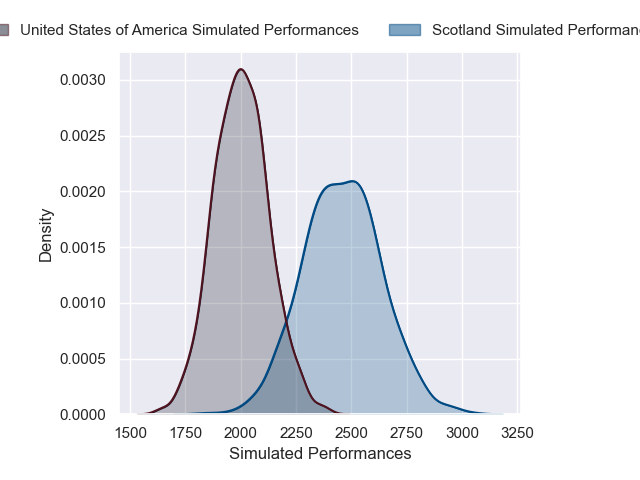 United States of America Simulated Performances
Scotland Simulated
0.0030
0.0025
0.0020
0.0015
0.0010
0.0005
0.0000
Density
1500 1750 2000 2250 2500 2750 3000 3250
Simulated Performances